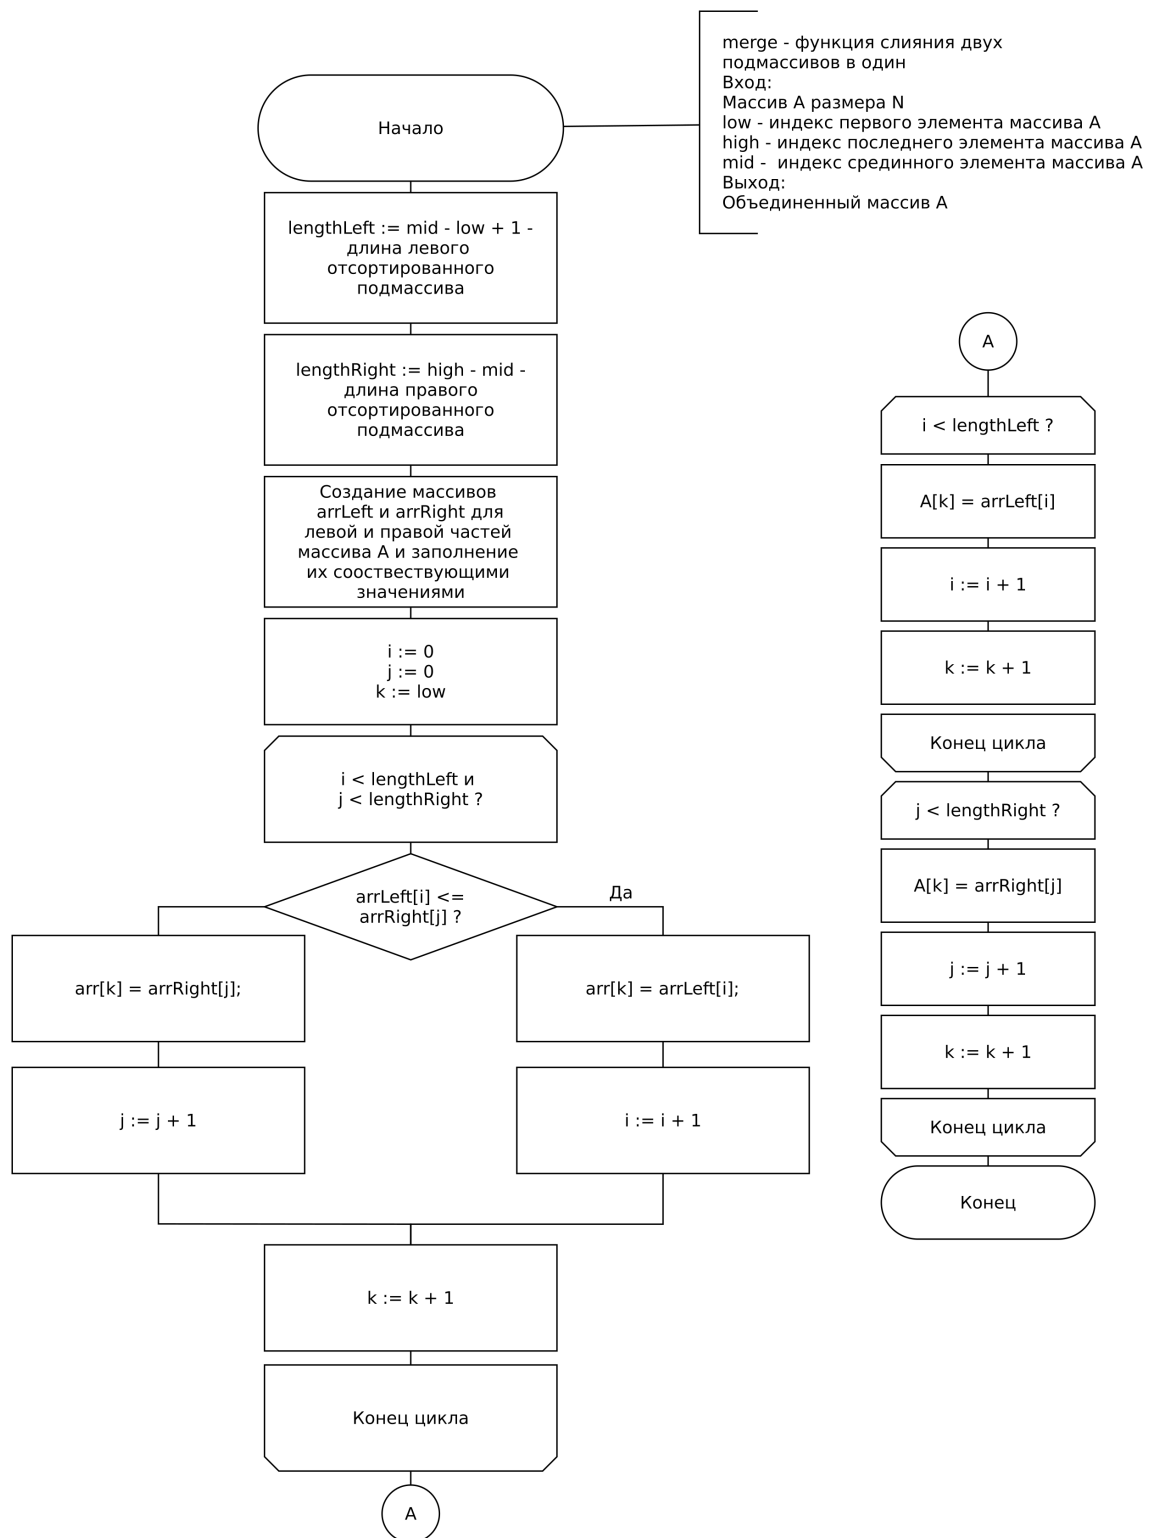 merge - функция слияния двух
подмассивов в один
Вход:
Массив A размера N
low - индекс первого элемента массива A
high - индекс последнего элемента массива A
mid -  индекс срединного элемента массива A
Выход:
Объединенный массив A
Начало
lengthLeft := mid - low + 1 -
длина левого
отсортированного
подмассива
lengthRight := high - mid -
длина правого
отсортированного
подмассива
Создание массивов
arrLeft и arrRight для
левой и правой частей
массива A и заполнение
их сооствествующими
значениями
i := 0
j := 0
k := low
i < lengthLeft и
j < lengthRight ?
arrLeft[i] <=
arrRight[j] ?
Да
arr[k] = arrRight[j];
arr[k] = arrLeft[i];
j := j + 1
i := i + 1
k := k + 1
Конец цикла
A
A
i < lengthLeft ?
A[k] = arrLeft[i]
i := i + 1
k := k + 1
Конец цикла
j < lengthRight ?
A[k] = arrRight[j]
j := j + 1
k := k + 1
Конец цикла
Конец